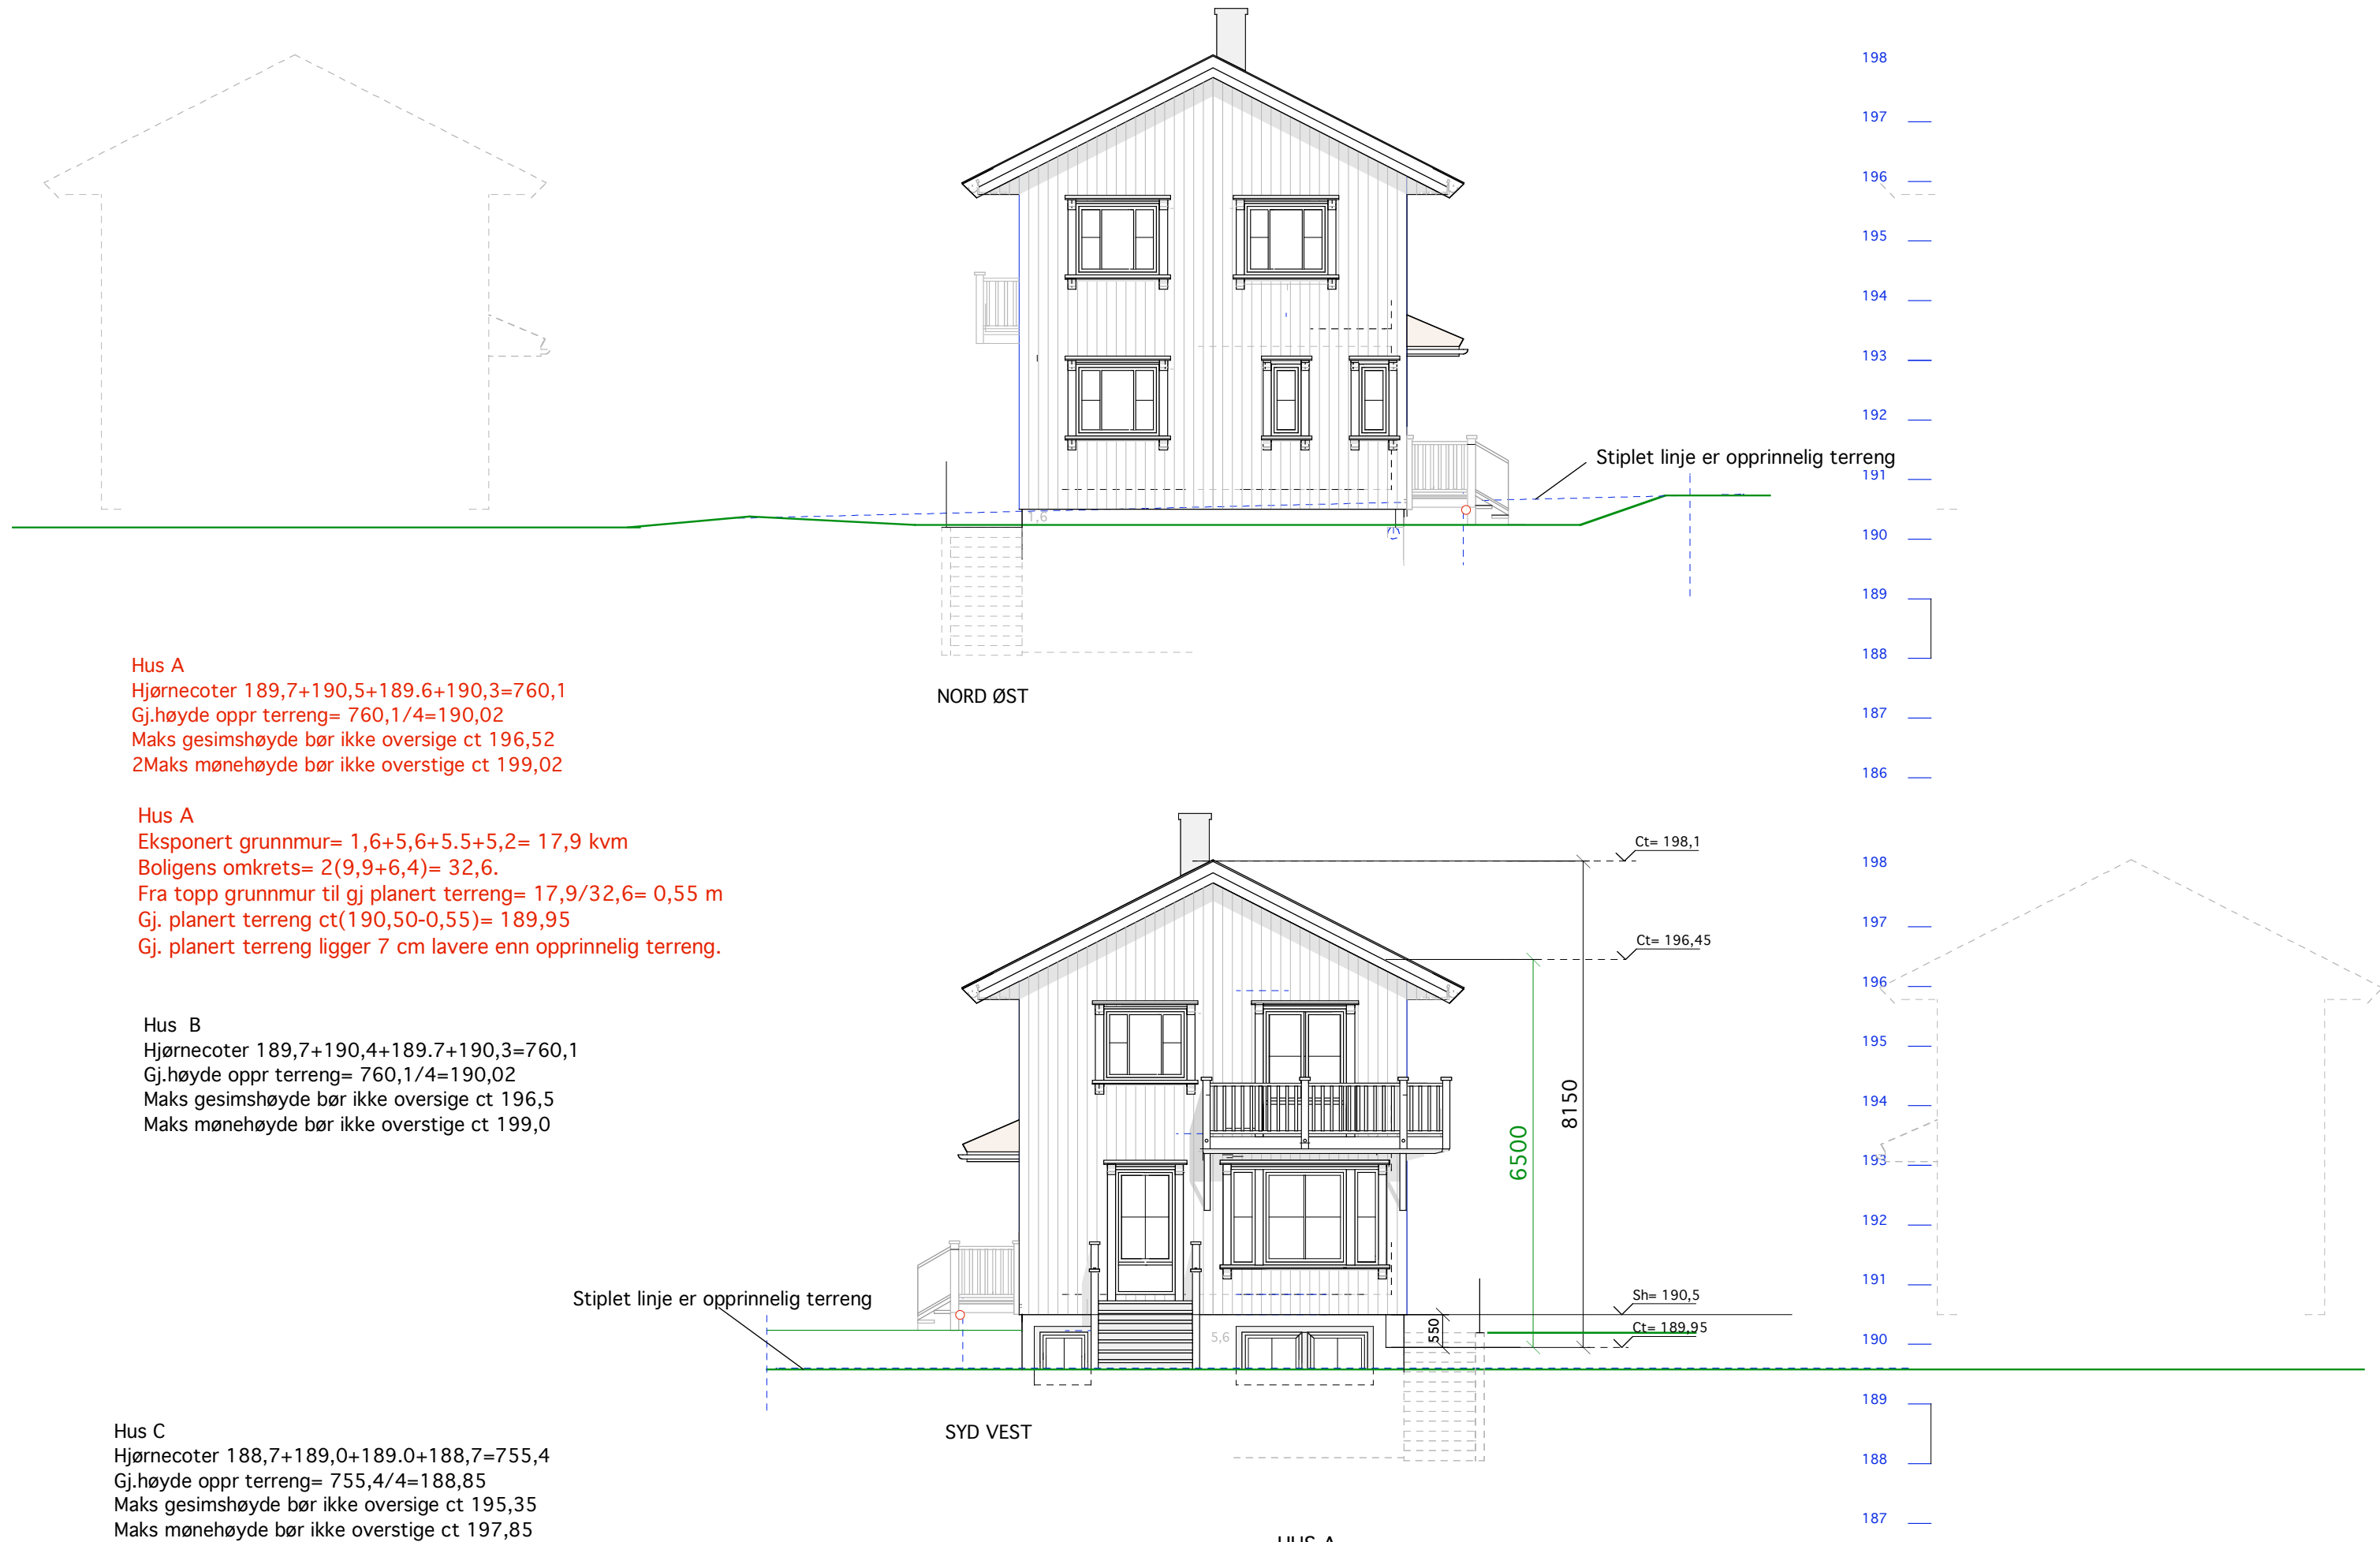 198
197
196
195
194
193
192
Stiplet linje er opprinnelig terreng
191
1,6
190
189
188
187
186
NORD ØST
Hus A
Hjørnecoter 189,7+190,5+189.6+190,3=760,1
Gj.høyde oppr terreng= 760,1/4=190,02
Maks gesimshøyde bør ikke oversige ct 196,52
2Maks mønehøyde bør ikke overstige ct 199,02
Hus A
Eksponert grunnmur= 1,6+5,6+5.5+5,2= 17,9 kvm
Boligens omkrets= 2(9,9+6,4)= 32,6.
Fra topp grunnmur til gj planert terreng= 17,9/32,6= 0,55 m
Gj. planert terreng ct(190,50-0,55)= 189,95
Gj. planert terreng ligger 7 cm lavere enn opprinnelig terreng.
Hus B
Hjørnecoter 189,7+190,4+189.7+190,3=760,1
Gj.høyde oppr terreng= 760,1/4=190,02
Maks gesimshøyde bør ikke oversige ct 196,5
Maks mønehøyde bør ikke overstige ct 199,0
Ct= 198,1
Ct= 196,45
8150
6500
Sh= 190,5
550
Ct= 189,95
5,6
Stiplet linje er opprinnelig terreng
198
197
196
195
194
193
192
191
190
189
188
187
SYD VEST
Hus C
Hjørnecoter 188,7+189,0+189.0+188,7=755,4
Gj.høyde oppr terreng= 755,4/4=188,85
Maks gesimshøyde bør ikke oversige ct 195,35
Maks mønehøyde bør ikke overstige ct 197,85
HUS A